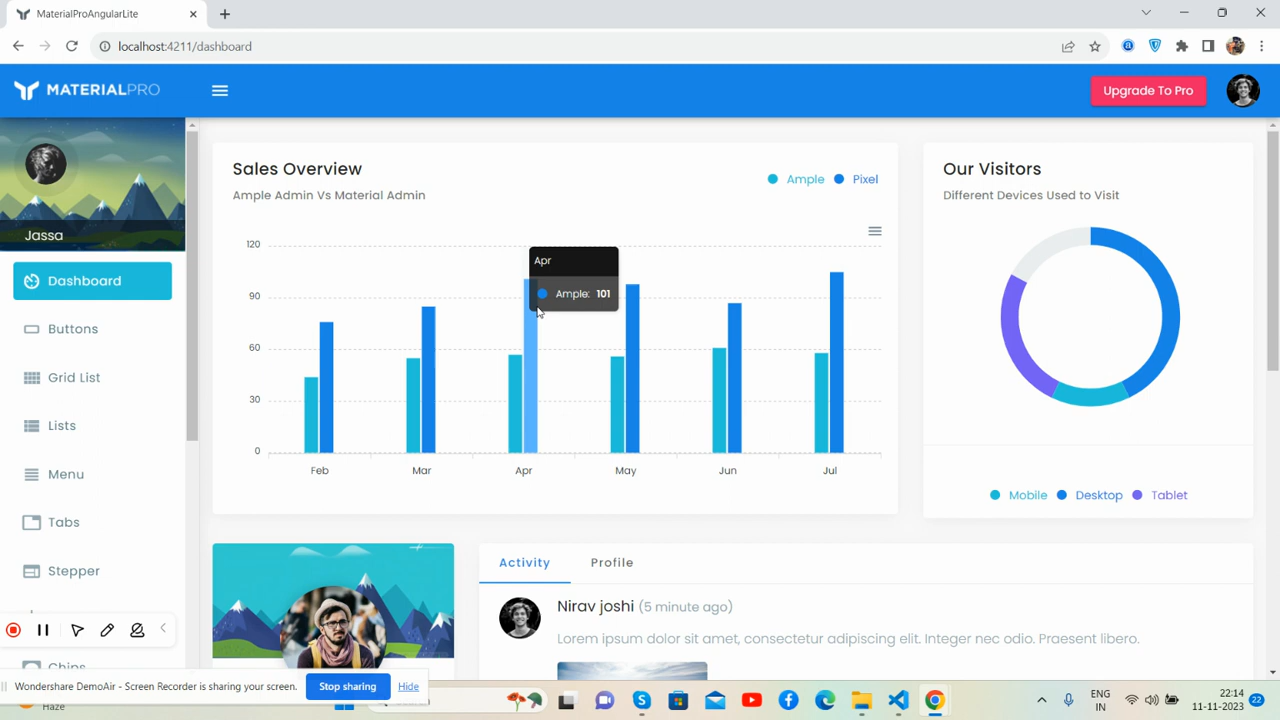 MaterialProAngularLite
localhost:4211/dashboard
MATERIALPRO
Upgrade To Pro
Jassa
Dashboard
Buttons
Grid List
Lists
Menu
Tabs
Stepper
Chips
Sales Overview
Ample Admin Vs Material Admin
Ample
Pixel
120
90
60
30
0
Apr
Ample: 101
Feb
Mar
Apr
May
Jun
Jul
Our Visitors
Different Devices Used to Visit
Mobile
Desktop
Tablet
Activity
Profile
Nirav joshi (5 minute ago)
Lorem ipsum dolor sit amet, consectetur adipiscing elit. Integer nec odio. Praesent libero.
Wondershare DemoAir - Screen Recorder is sharing your screen.
Stop sharing
Hide
Haze
ENG
IN
22:14
11-11-2023
22